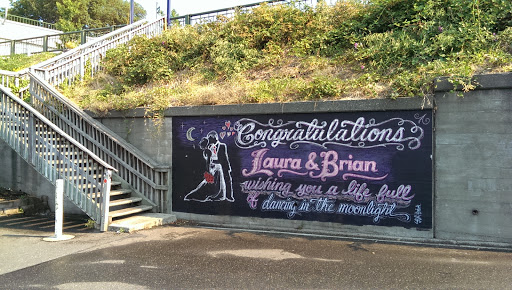 Congratulations
Laura & Brian
wishing you a life full
of dancing in the moonlight